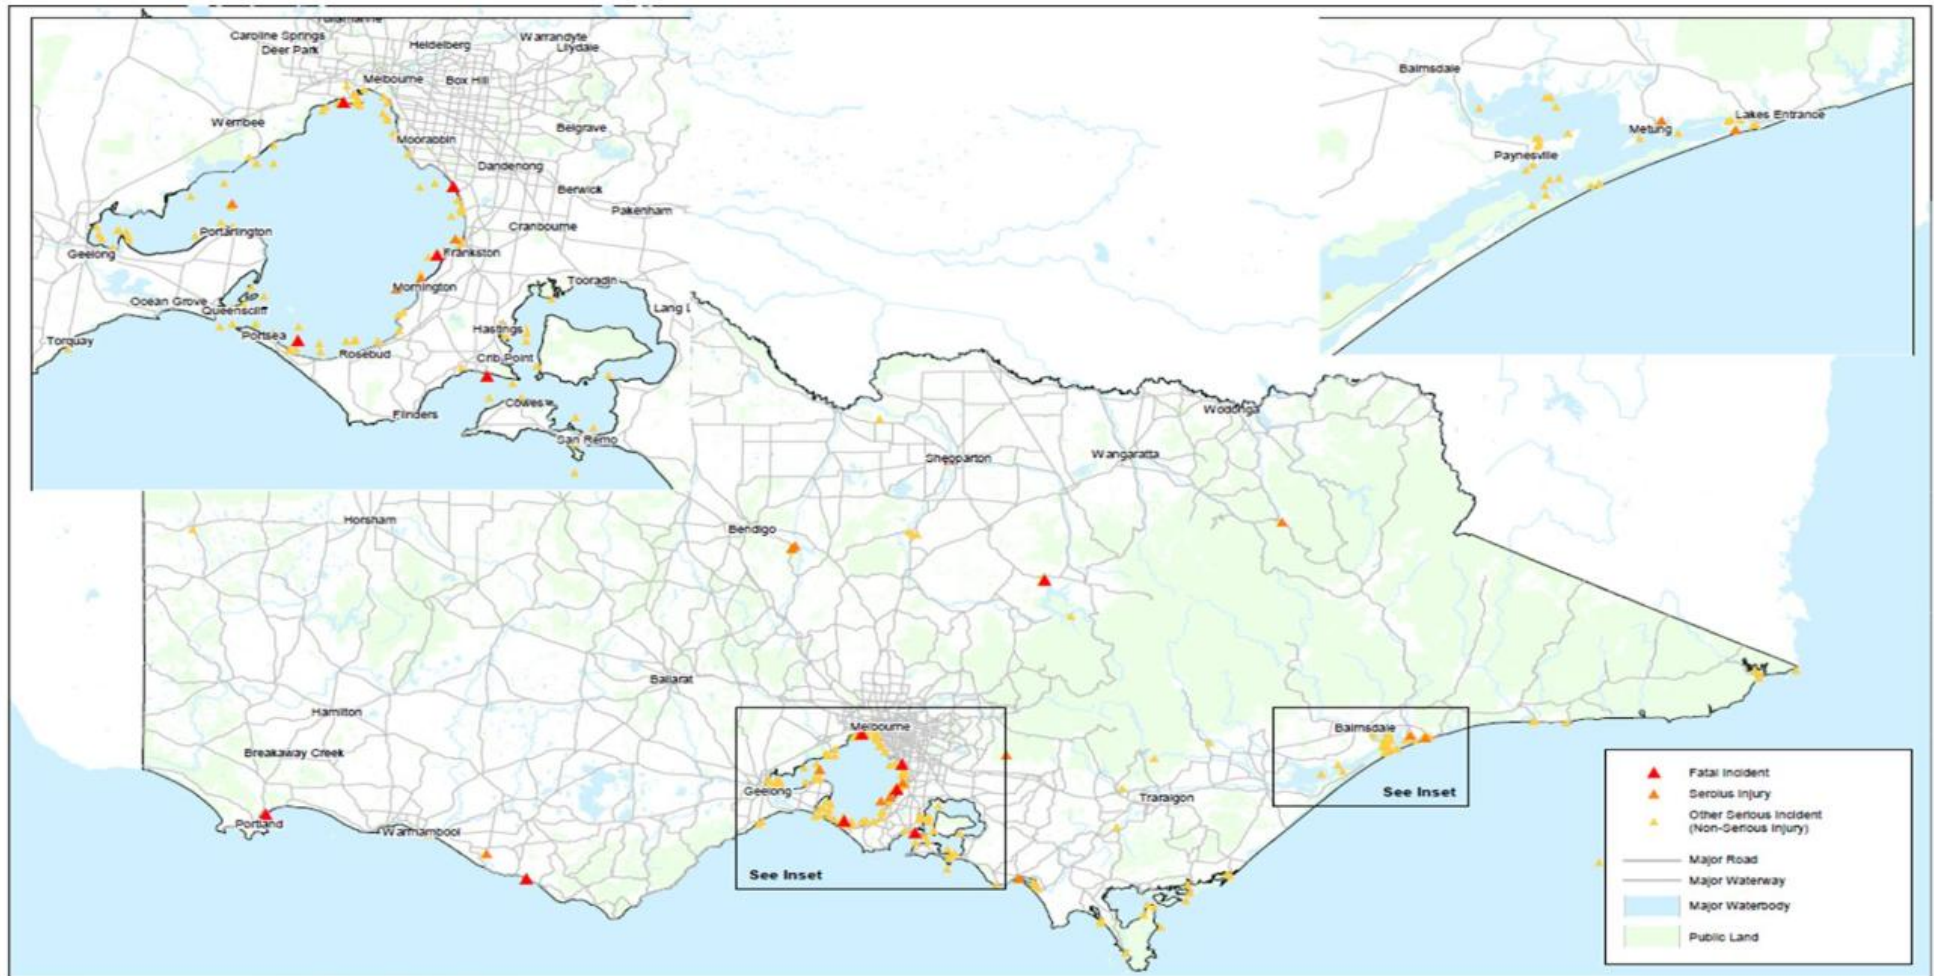 Tullamarine
Caroline Springs
Deer Park
Heidelberg
Warrandyte
Lilydale
Melbourne
Box Hill
Werribee
Moorabbin
Belgrave
Dandenong
Berwick
Pakenham
Portarlington
Cranbourne
Geelong
Frankston
Tooradin
Mornington
Ocean Grove
Queenscliff
Lang L
Hastings
Portsea
Torquay
Rosebud
Crib Point
Cowes
Flinders
San Remo
Bairnsdale
Lakes Entrance
Metung
Paynesville
Wodonga
Shepparton
Wangaratta
Horsham
Bendigo
Ballarat
Hamilton
Melbourne
Bairnsdale
Breakaway Creek
Geelong
See Inset
Traralgon
Portland
Warrnambool
See Inset
Fatal Incident
Seroius Injury
Other Serious Incident
(Non-Serious Injury)
Major Road
Major Waterway
Major Waterbody
Public Land